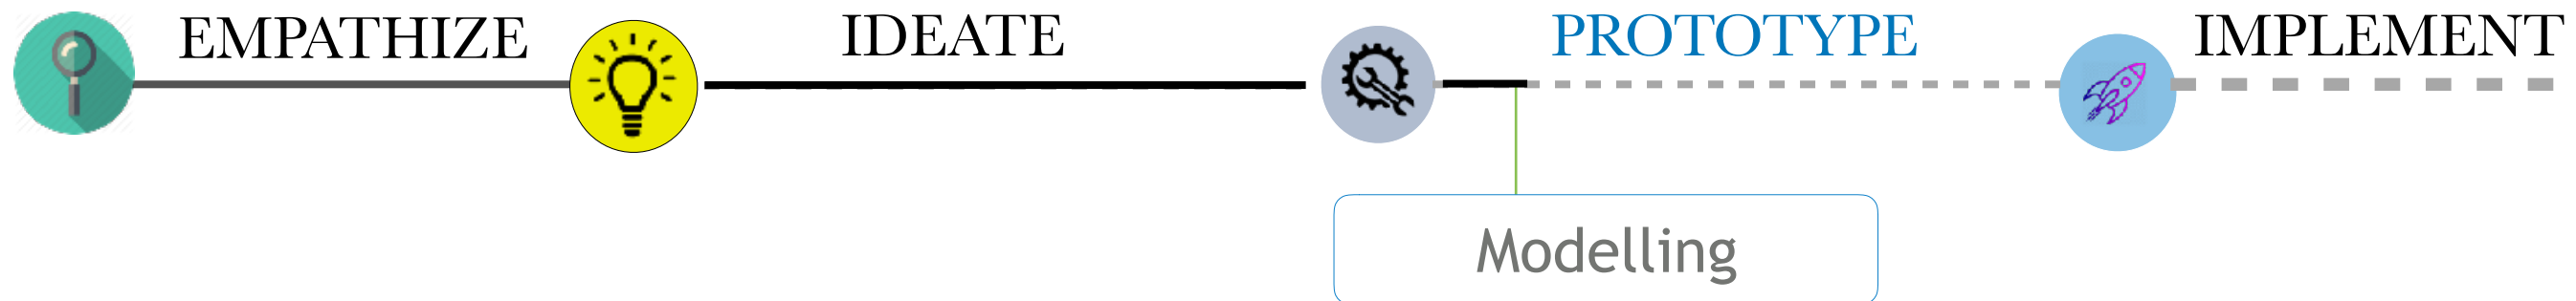 EMPATHIZE
IDEATE
PROTOTYPE
IMPLEMENT
Modelling